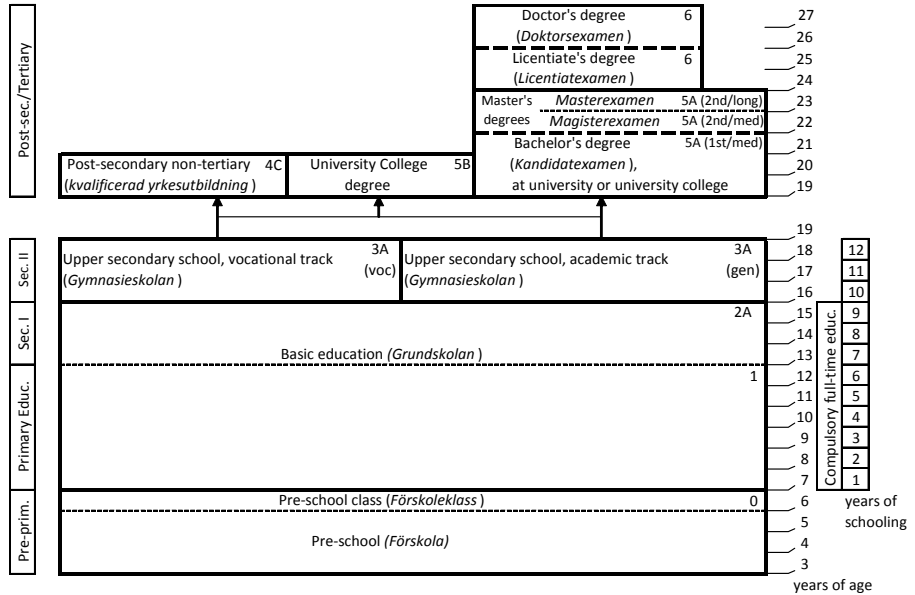 Post-sec./Tertiary
Doctor's degree 6
(Doktorsexamen )
Licentiate's degree 6
(Licentiatexamen )
Master's degrees
Masterexamen 5A (2nd/long)
Magisterexamen 5A (2nd/med)
Bachelor's degree 5A (1st/med)
(Kandidatexamen ),
at university or university college
Post-secondary non-tertiary 4C
(kvalificerad yrkesutbildning )
University College 5B
degree
27
26
25
24
23
22
21
20
19
Sec. II
Upper secondary school, vocational track 3A
(Gymnasieskolan ) (voc)
Upper secondary school, academic track 3A
(Gymnasieskolan ) (gen)
19
18
17
16
12
11
10
Sec. I
2A
Basic education (Grundskolan )
15
14
13
Primary Educ.
1
12
11
10
9
8
7
Compulsory full-time educ.
9
8
7
6
5
4
3
2
1
years of
schooling
Pre-prim.
Pre-school class (Förskoleklass ) 0
Pre-school (Förskola)
6
5
4
3
years of age